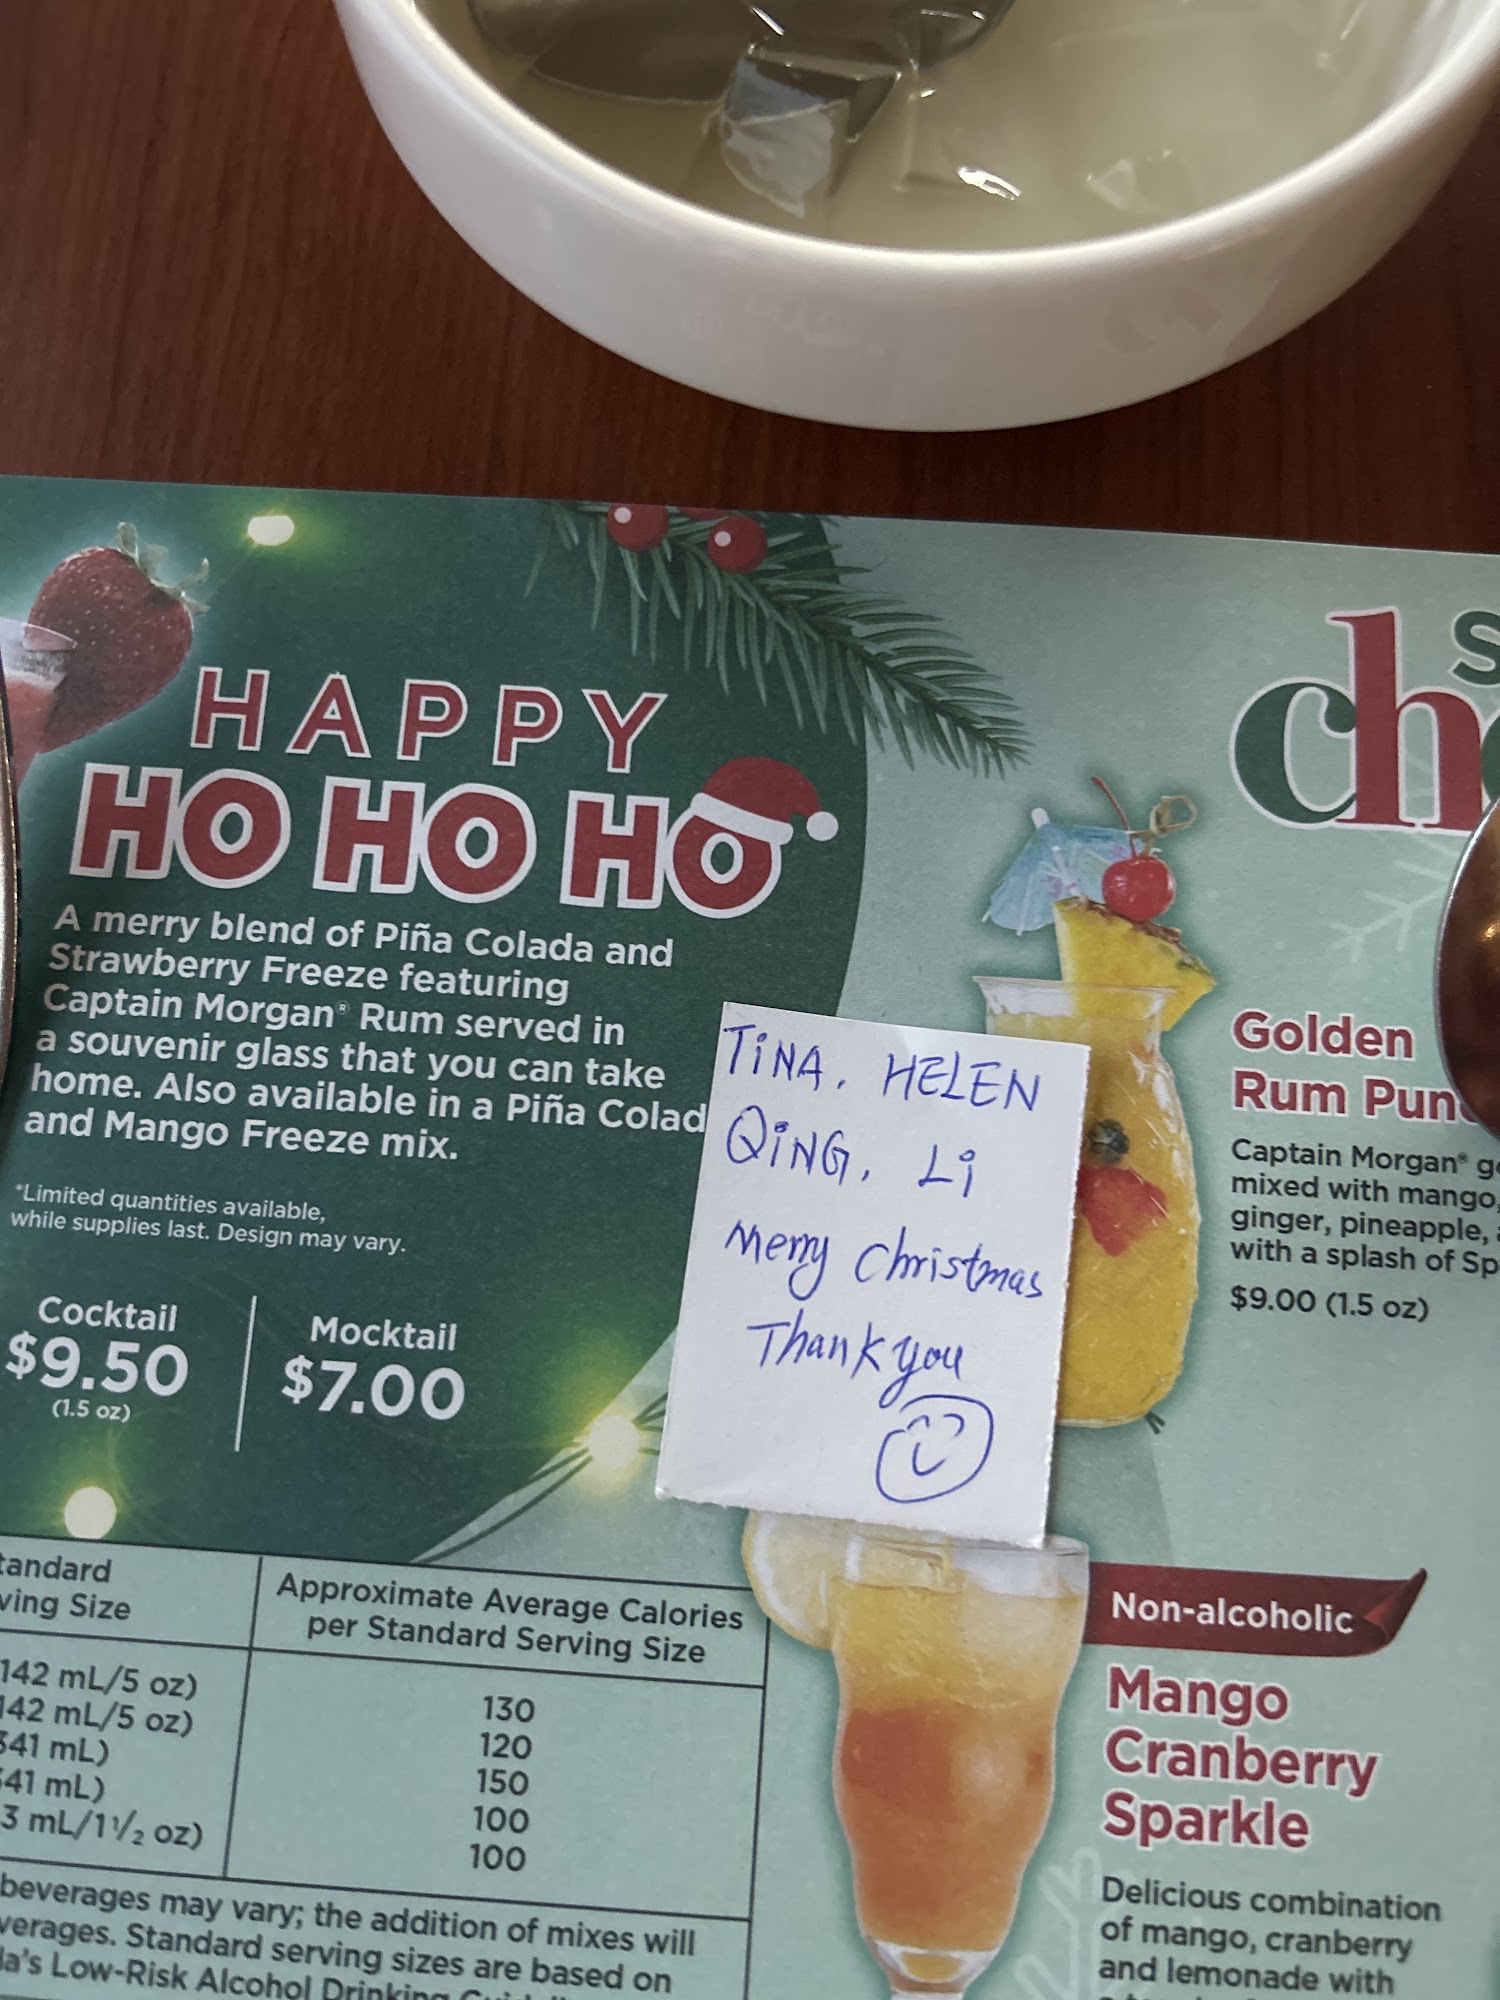 HAPPY
HO HO HO
A merry blend of Piña Colada and
Strawberry Freeze featuring
Captain Morgan® Rum served in
a souvenir glass that you can take
home. Also available in a Piña Colad
and Mango Freeze mix.
*Limited quantities available,
while supplies last. Design may vary.
Cocktail
$9.50
(1.5 oz)
Mocktail
$7.00
TiNA, HELEN
QiNG, Li
Merry Christmas
Thank you
Golden
Rum Pun
Captain Morgan® g
mixed with mango,
ginger, pineapple,
with a splash of Sp
$9.00 (1.5 oz)
tandard
ving Size
142 mL/5 oz)
142 mL/5 oz)
341 mL)
341 mL)
3 mL/1 1/2 oz)
Approximate Average Calories
per Standard Serving Size
130
120
150
100
100
beverages may vary; the addition of mixes will
verages. Standard serving sizes are based on
da's Low-Risk Alcohol Drinking
Non-alcoholic
Mango
Cranberry
Sparkle
Delicious combination
of mango, cranberry
and lemonade with